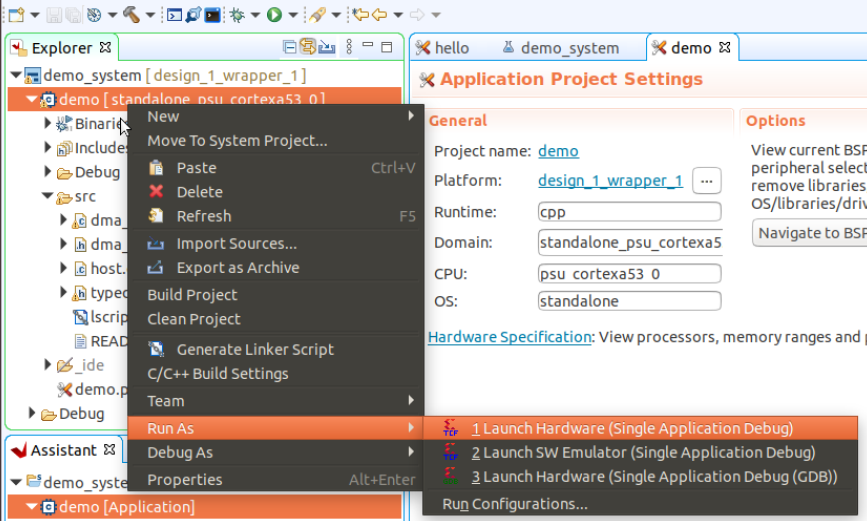 Explorer
hello
demo_system
demo
demo_system [ design_1_wrapper_1 ]
Application Project Settings
demo [ standalone_psu_cortexa53_0 ]
Binarie
Includes
Debug
src
dma_
dma_
host.
typed
lscrip
READ
_ide
demo.p
Debug
New
Move To System Project...
Paste Ctrl+V
Delete
Refresh F5
Import Sources...
Export as Archive
Build Project
Clean Project
Generate Linker Script
C/C++ Build Settings
Team
Run As
Debug As
Properties Alt+Enter
General
Project name: demo
Platform: design_1_wrapper_1 ...
Runtime: cpp
Domain: standalone_psu_cortexa5
CPU: psu_cortexa53_0
OS: standalone
Hardware Specification: View processors, memory ranges and
Options
View current BSP
peripheral select
remove libraries
OS/libraries/driv
Navigate to BSP
1 Launch Hardware (Single Application Debug)
2 Launch SW Emulator (Single Application Debug)
3 Launch Hardware (Single Application Debug (GDB))
Run Configurations...
Assistant
demo_syste
demo [Application]